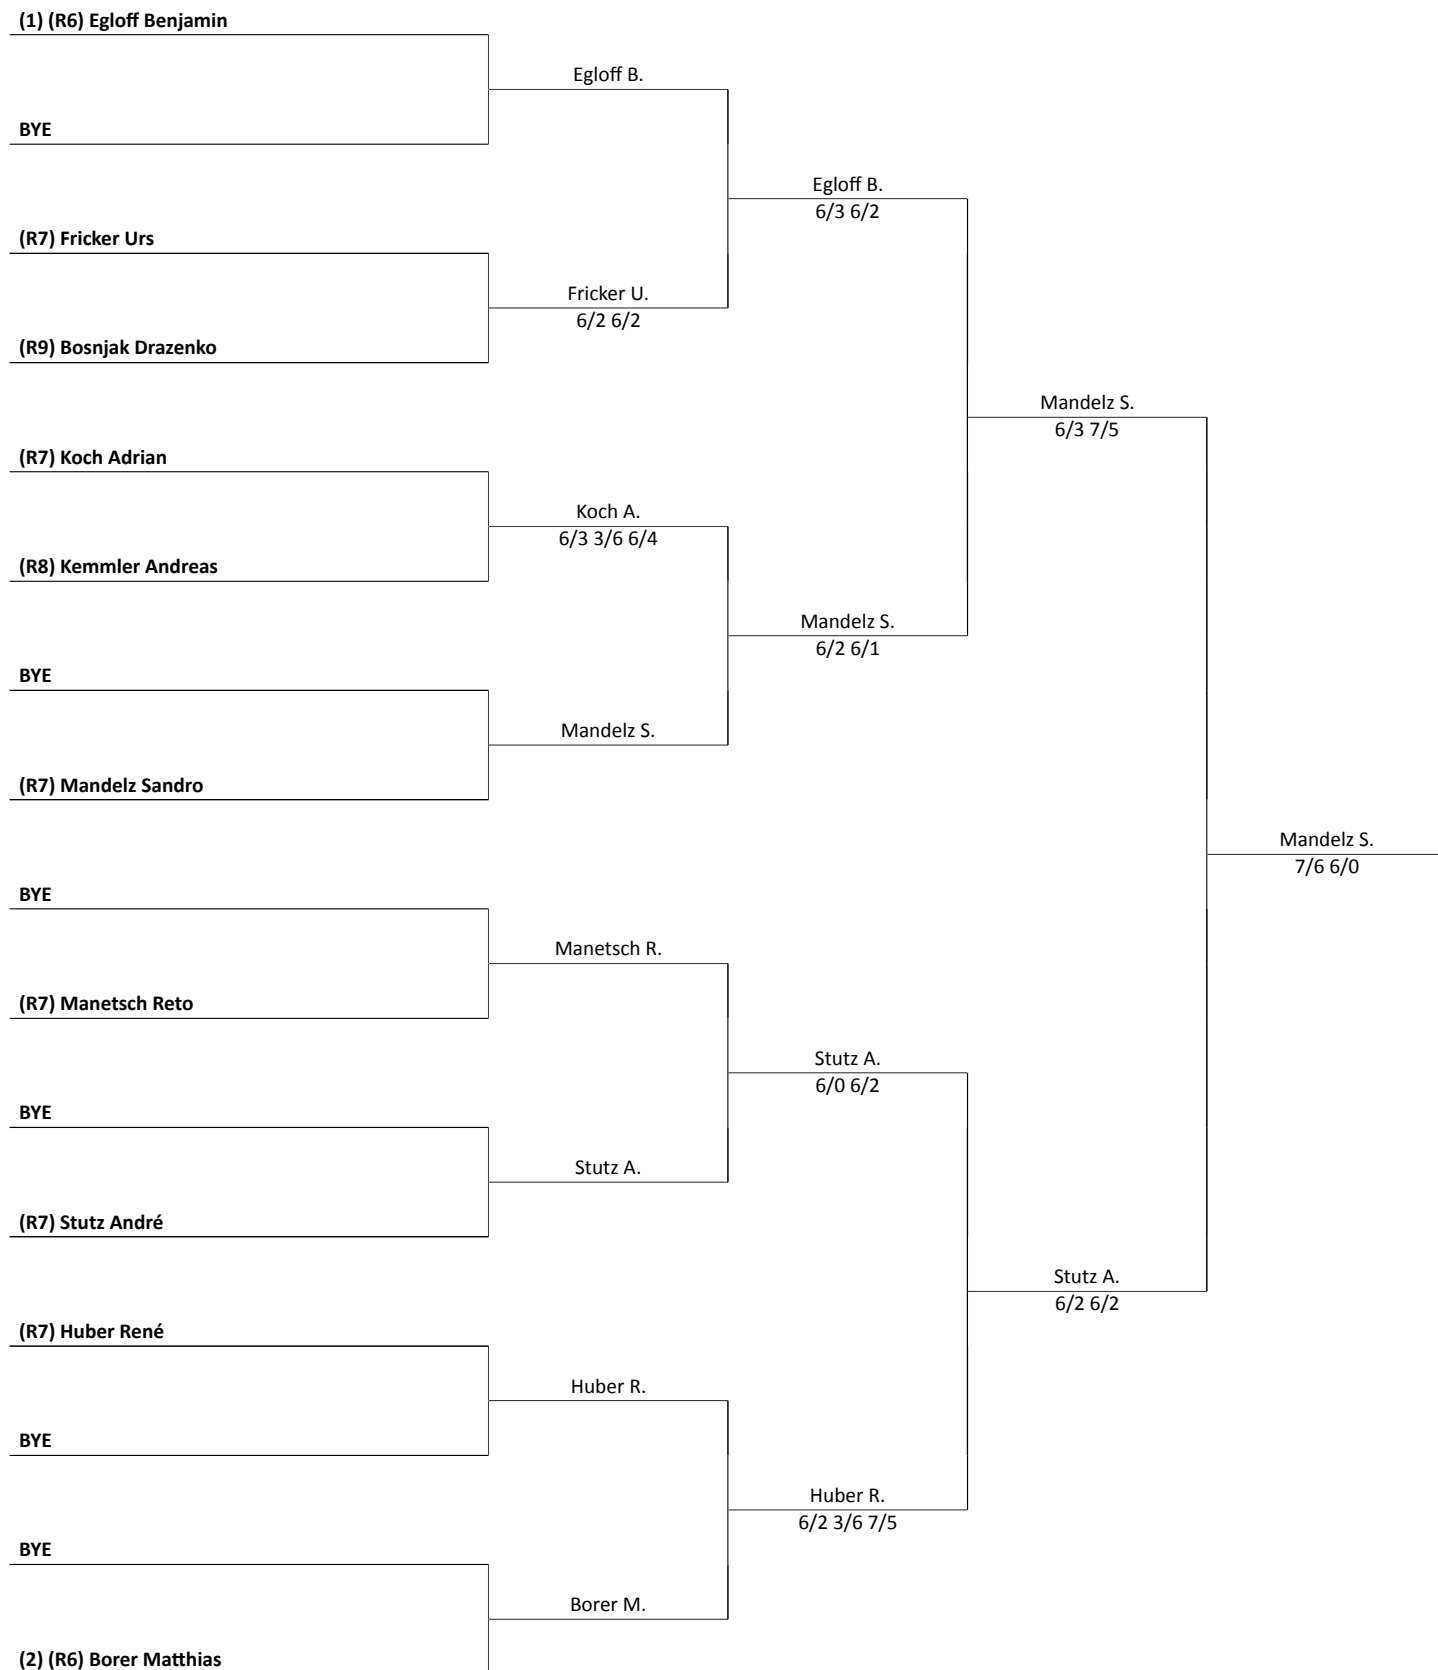 (1) (R6) Egloff Benjamin
Egloff B.
BYE
Egloff B.
6/3 6/2
(R7) Fricker Urs
Fricker U.
6/2 6/2
(R9) Bosnjak Drazenko
Mandelz S.
6/3 7/5
(R7) Koch Adrian
Koch A.
6/3 3/6 6/4
(R8) Kemmler Andreas
Mandelz S.
6/2 6/1
BYE
Mandelz S.
(R7) Mandelz Sandro
Mandelz S.
7/6 6/0
BYE
Manetsch R.
(R7) Manetsch Reto
Stutz A.
6/0 6/2
BYE
Stutz A.
(R7) Stutz André
Stutz A.
6/2 6/2
(R7) Huber René
Huber R.
BYE
Huber R.
6/2 3/6 7/5
BYE
Borer M.
(2) (R6) Borer Matthias